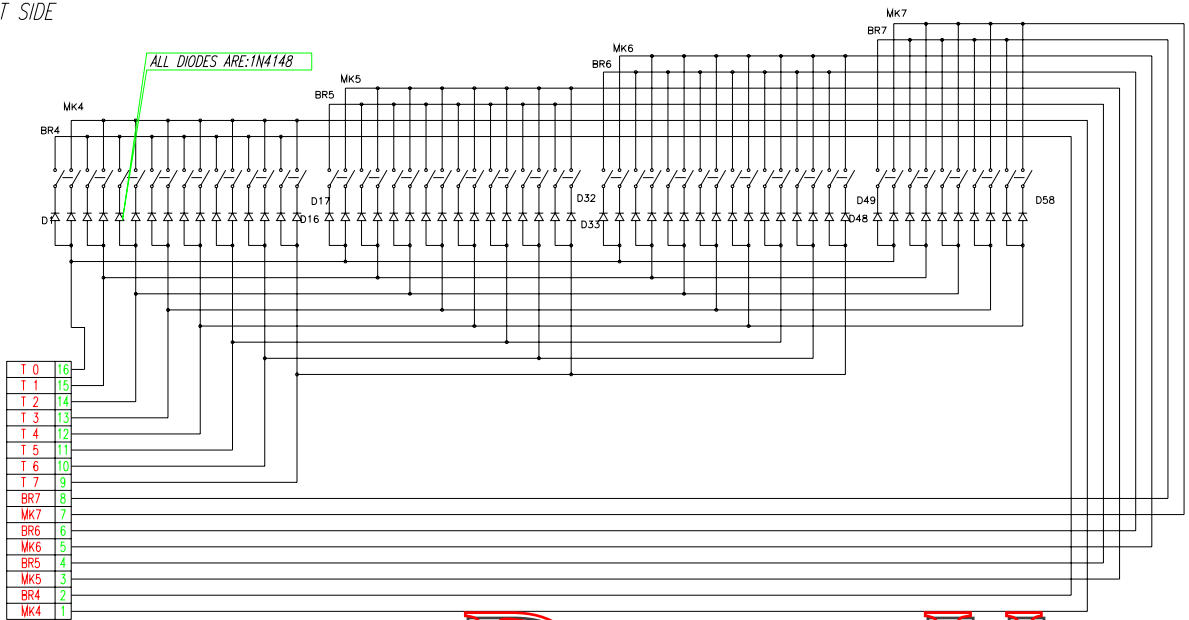 T SIDE
ALL DIODES ARE:1N4148
MK4
BR4
MK5
BR5
MK6
BR6
MK7
BR7
D1
D16
D17
D32
D33
D48
D49
D58
T 0 16
T 1 15
T 2 14
T 3 13
T 4 12
T 5 11
T 6 10
T 7 9
BR7 8
MK7 7
BR6 6
MK6 5
BR5 4
MK5 3
BR4 2
MK4 1